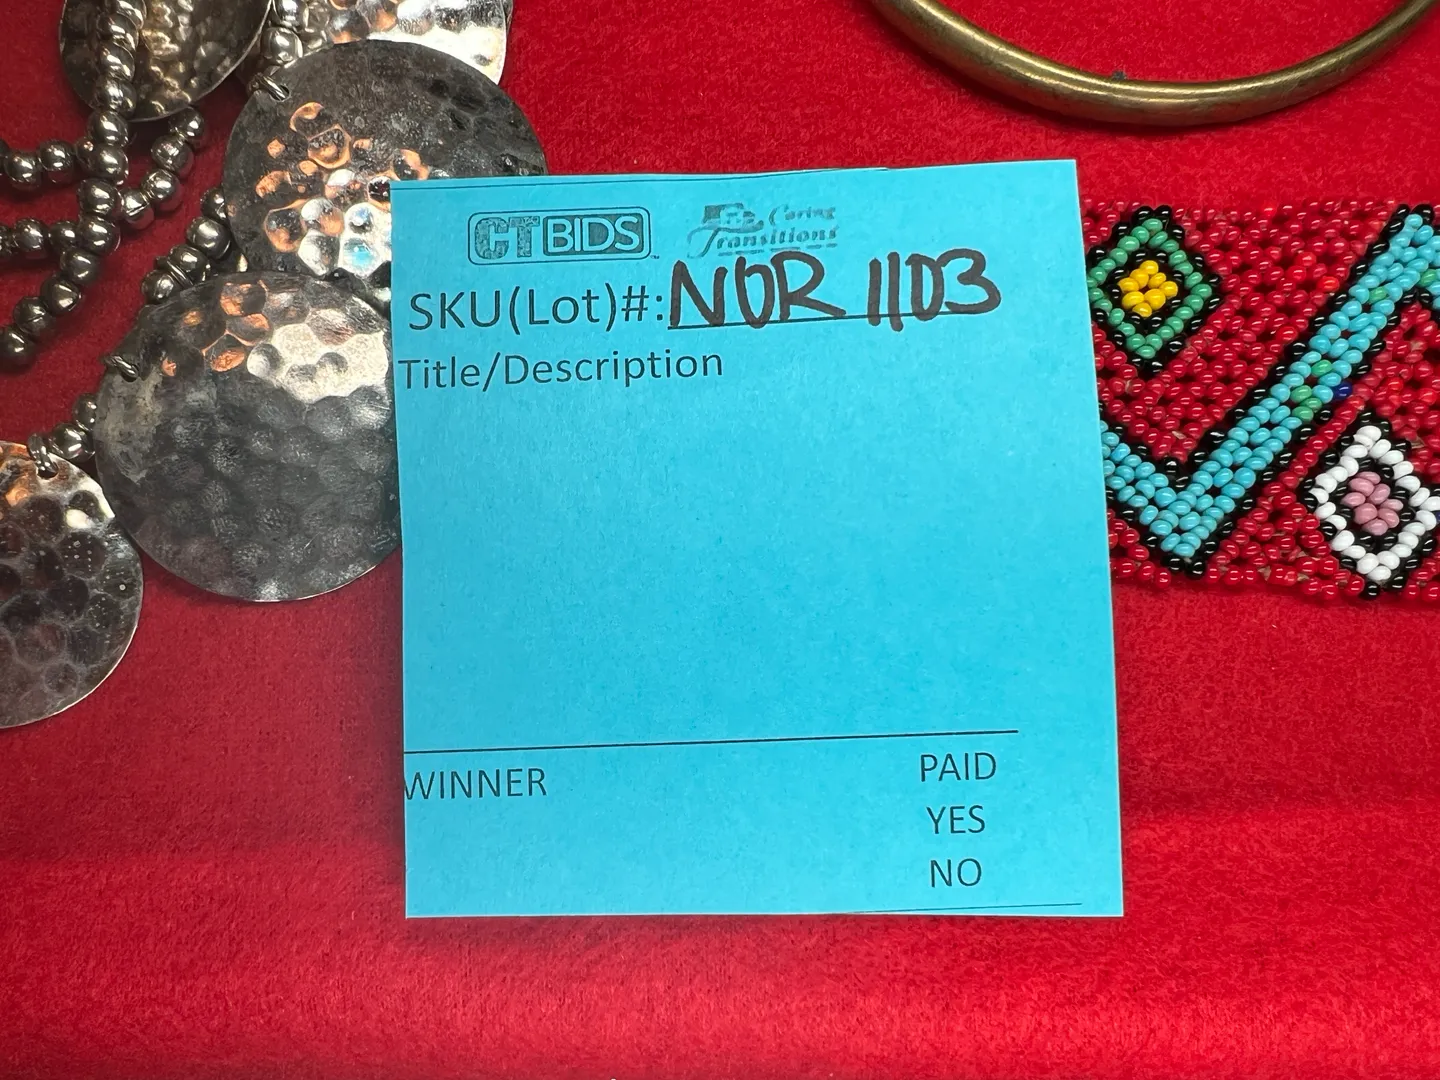 CTBIDS Caring Transitions
SKU(Lot)#: NOR 1103
Title/Description
WINNER PAID
YES
NO